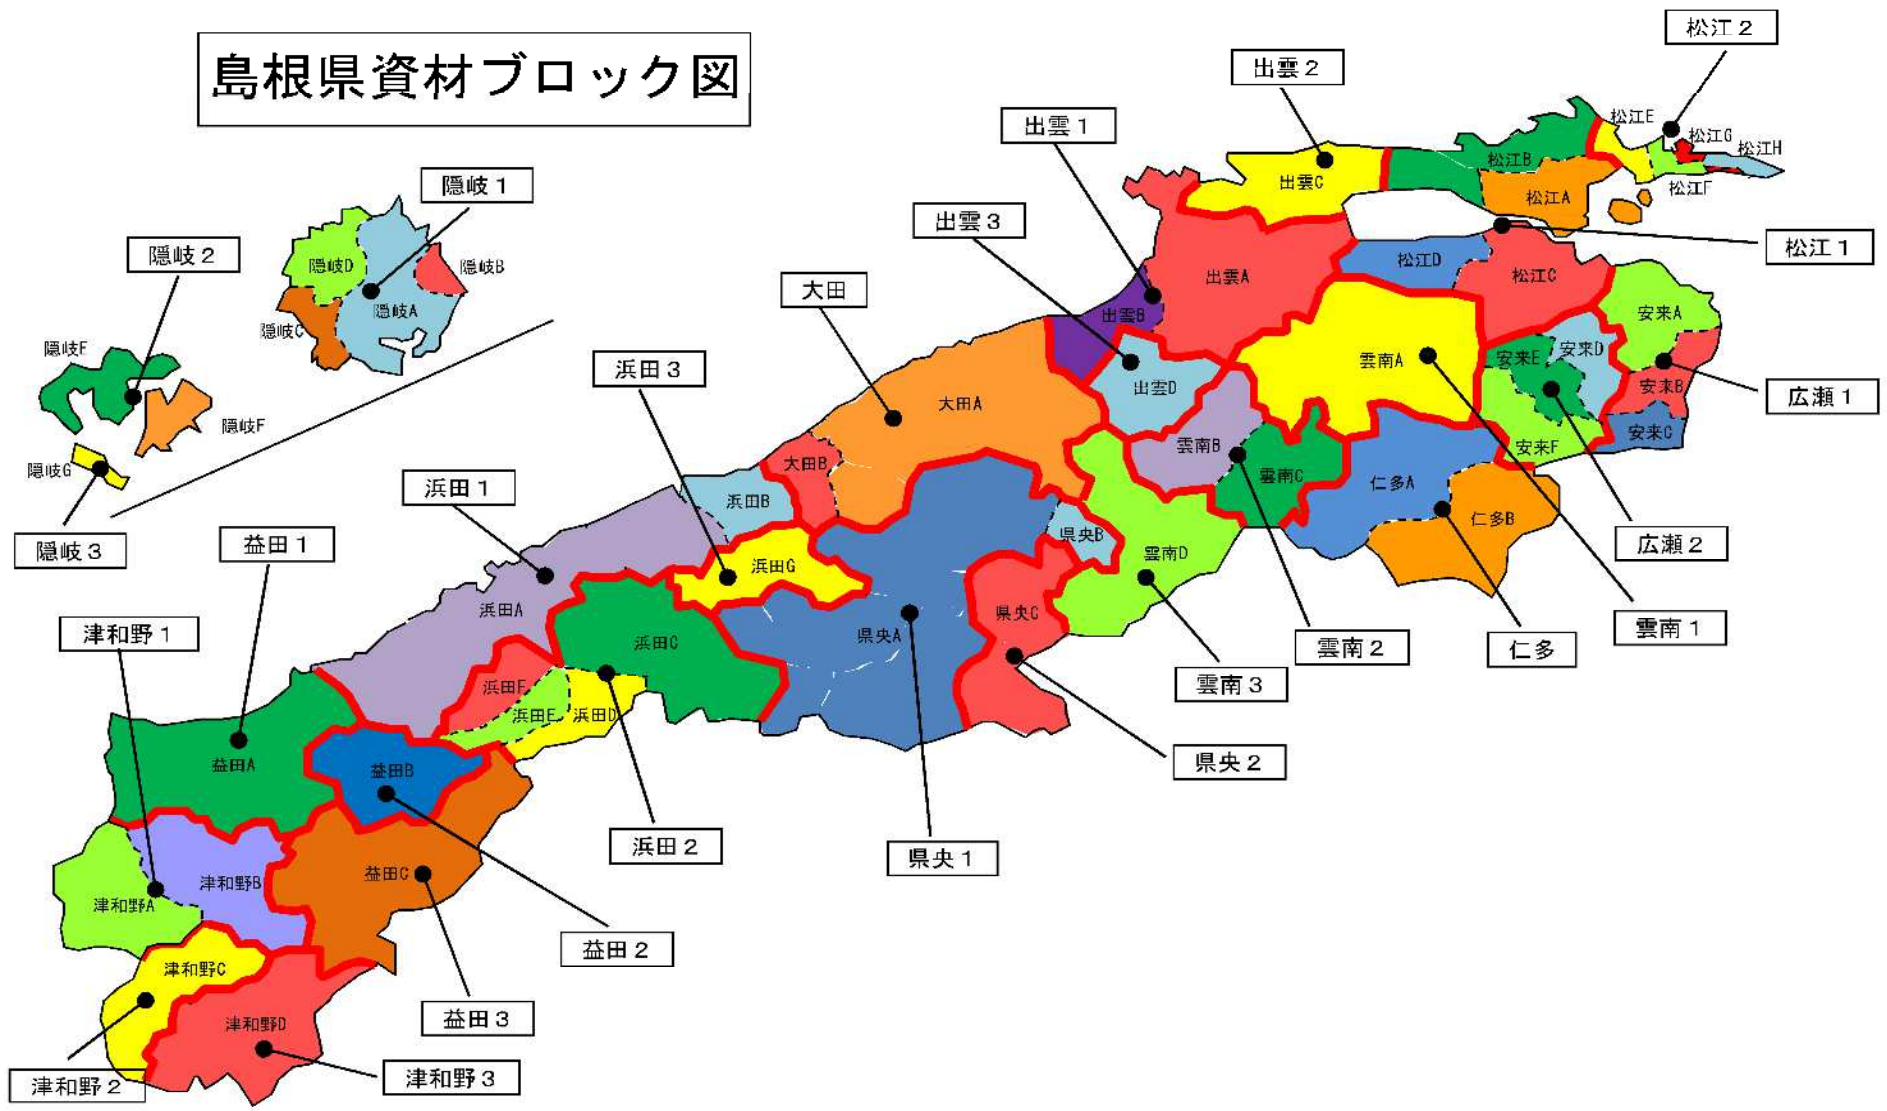 島根県資材ブロック図
松江2
出雲2
出雲1
松江E
松江G
松江H
松江B
松江F
松江A
出雲C
隠岐1
出雲3
松江1
隠岐2
隠岐D
隠岐B
隠岐A
隠岐C
大田
出雲A
松江D
松江C
出雲B
安来A
隠岐E
浜田3
出雲D
雲南A
安来E
安来D
安来B
広瀬1
大田A
隠岐F
安来C
雲南B
安来F
隠岐G
大田B
雲南C
仁多A
浜田1
浜田B
仁多B
隠岐3
益田1
県央B
雲南D
広瀬2
浜田G
浜田A
県央C
津和野1
浜田C
県央A
雲南1
雲南2
仁多
浜田F
雲南3
浜田E
浜田D
益田A
益田B
県央2
浜田2
県央1
益田C
津和野B
津和野A
益田2
津和野C
益田3
津和野D
津和野2
津和野3